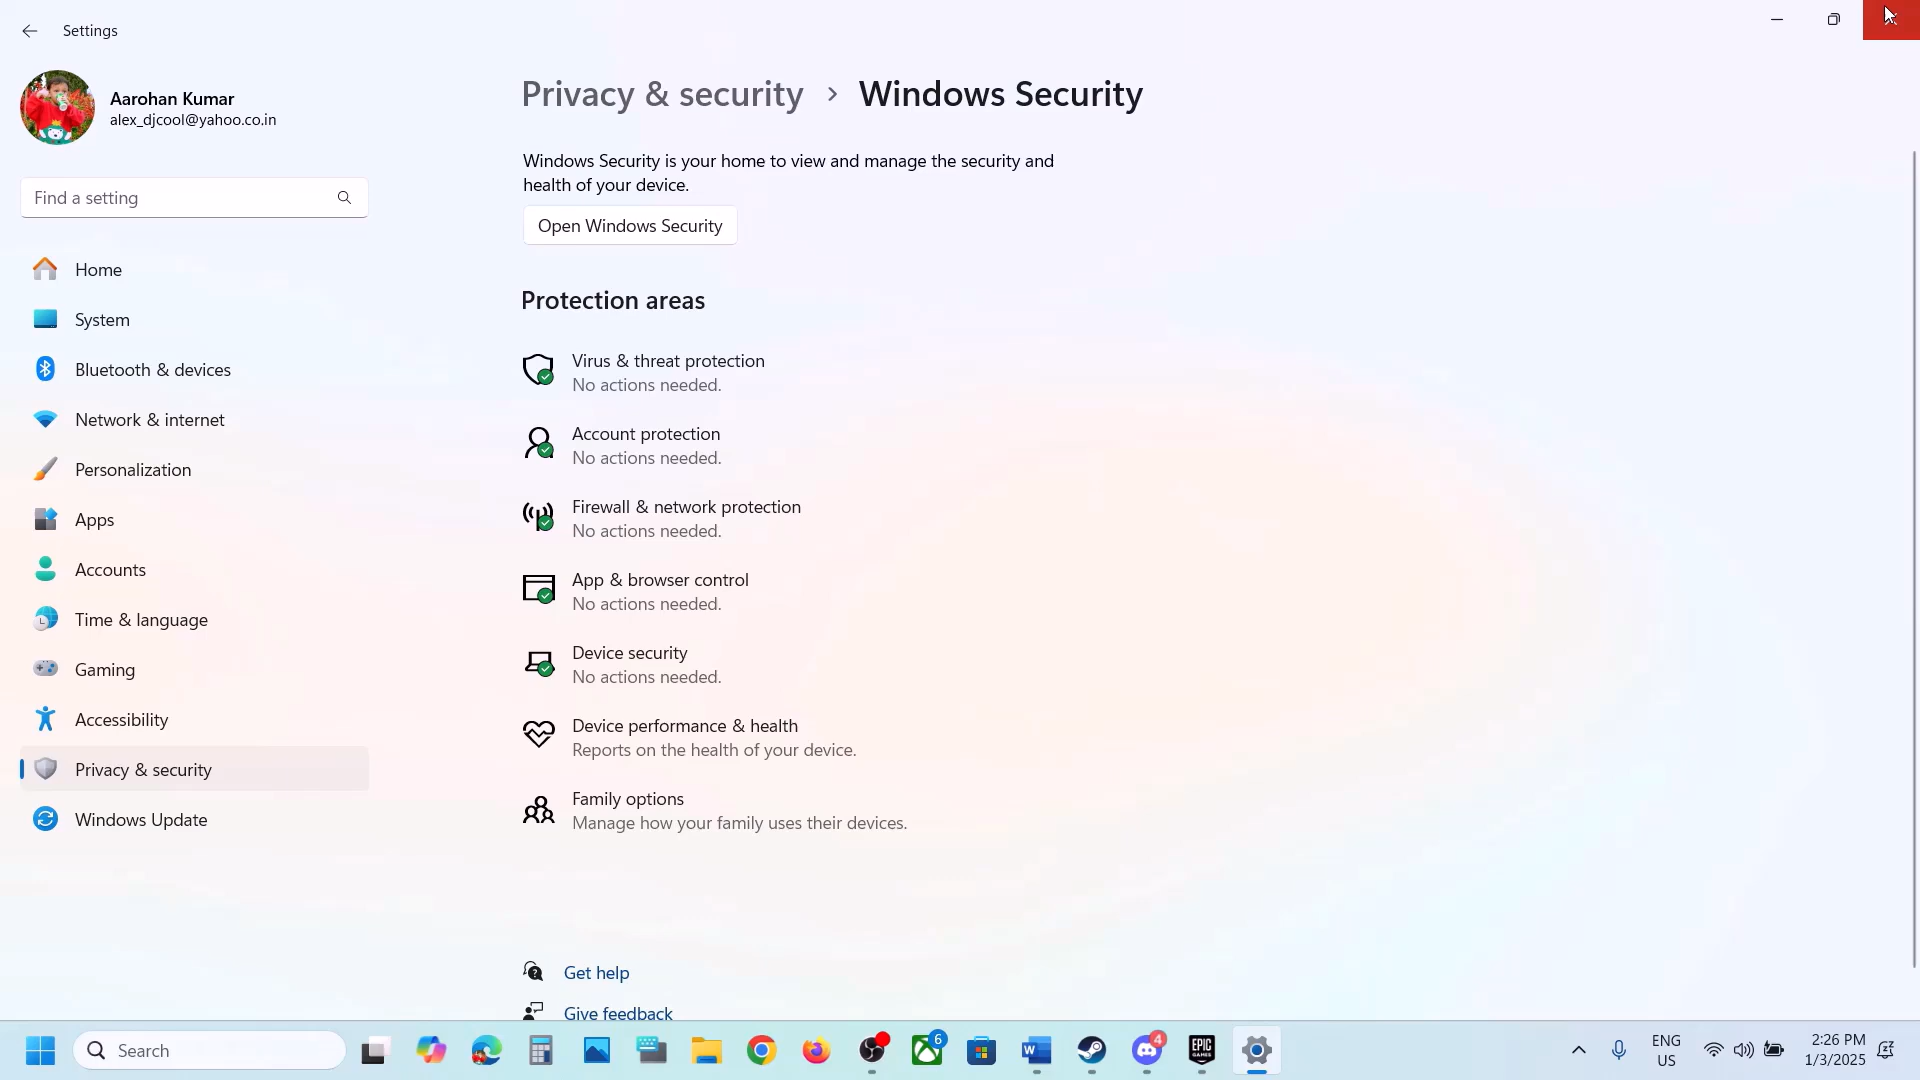 Settings
Aarohan Kumar
alex_djcool@yahoo.co.in
Find a setting
Home
System
Bluetooth & devices
Network & internet
Personalization
Apps
Accounts
Time & language
Gaming
Accessibility
Privacy & security
Windows Update
Privacy & security › Windows Security
Windows Security is your home to view and manage the security and
health of your device.
Open Windows Security
Protection areas
Virus & threat protection
No actions needed.
Account protection
No actions needed.
Firewall & network protection
No actions needed.
App & browser control
No actions needed.
Device security
No actions needed.
Device performance & health
Reports on the health of your device.
Family options
Manage how your family uses their devices.
Get help
Give feedback
Search
6
W
4
EPIC
GAMES
ENG
US
2:26 PM
1/3/2025